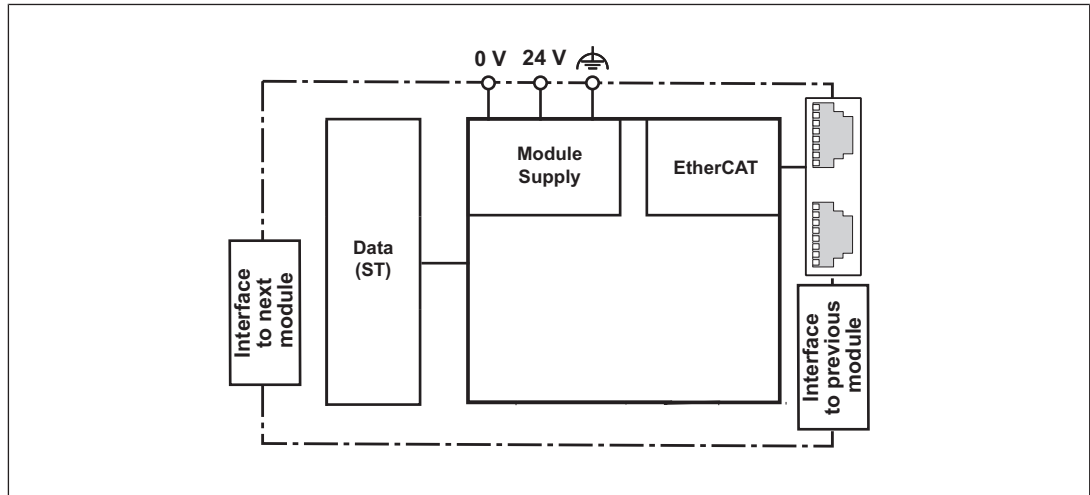 0 V 24 V
Module
Supply
EtherCAT
Data
(ST)
Interface
to next
module
Interface
to previous
module